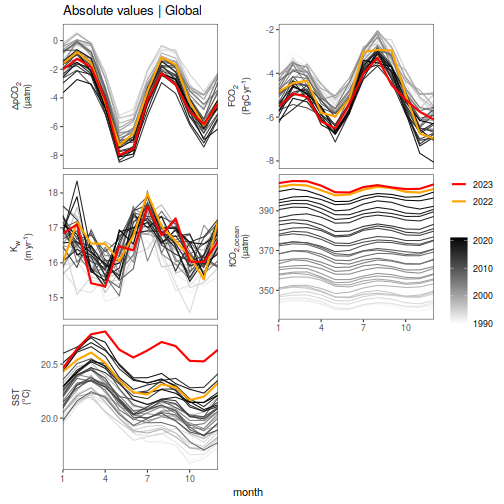 Absolute values | Global
ΔpCO₂
(µatm)
0
-2
-4
-6
-8
FCO₂
(PgC yr⁻¹)
-2
-4
-6
-8
K_w
(m yr⁻¹)
18
17
16
15
fCO₂,ocean
(µatm)
390
370
350
1
4
7
10
SST
(°C)
20.5
20.0
1
4
7
10
month
2023
2022
2020
2010
2000
1990